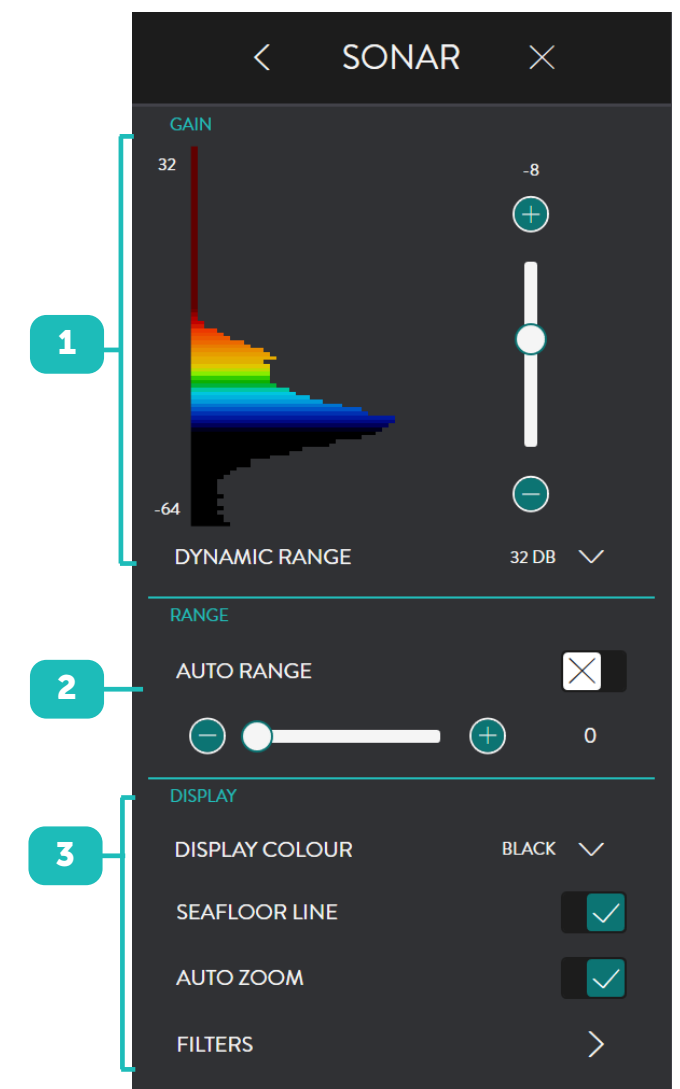 SONAR
GAIN
32
-8
1
-64
DYNAMIC RANGE 32 DB
RANGE
2
AUTO RANGE
0
DISPLAY
3
DISPLAY COLOUR BLACK
SEAFLOOR LINE
AUTO ZOOM
FILTERS